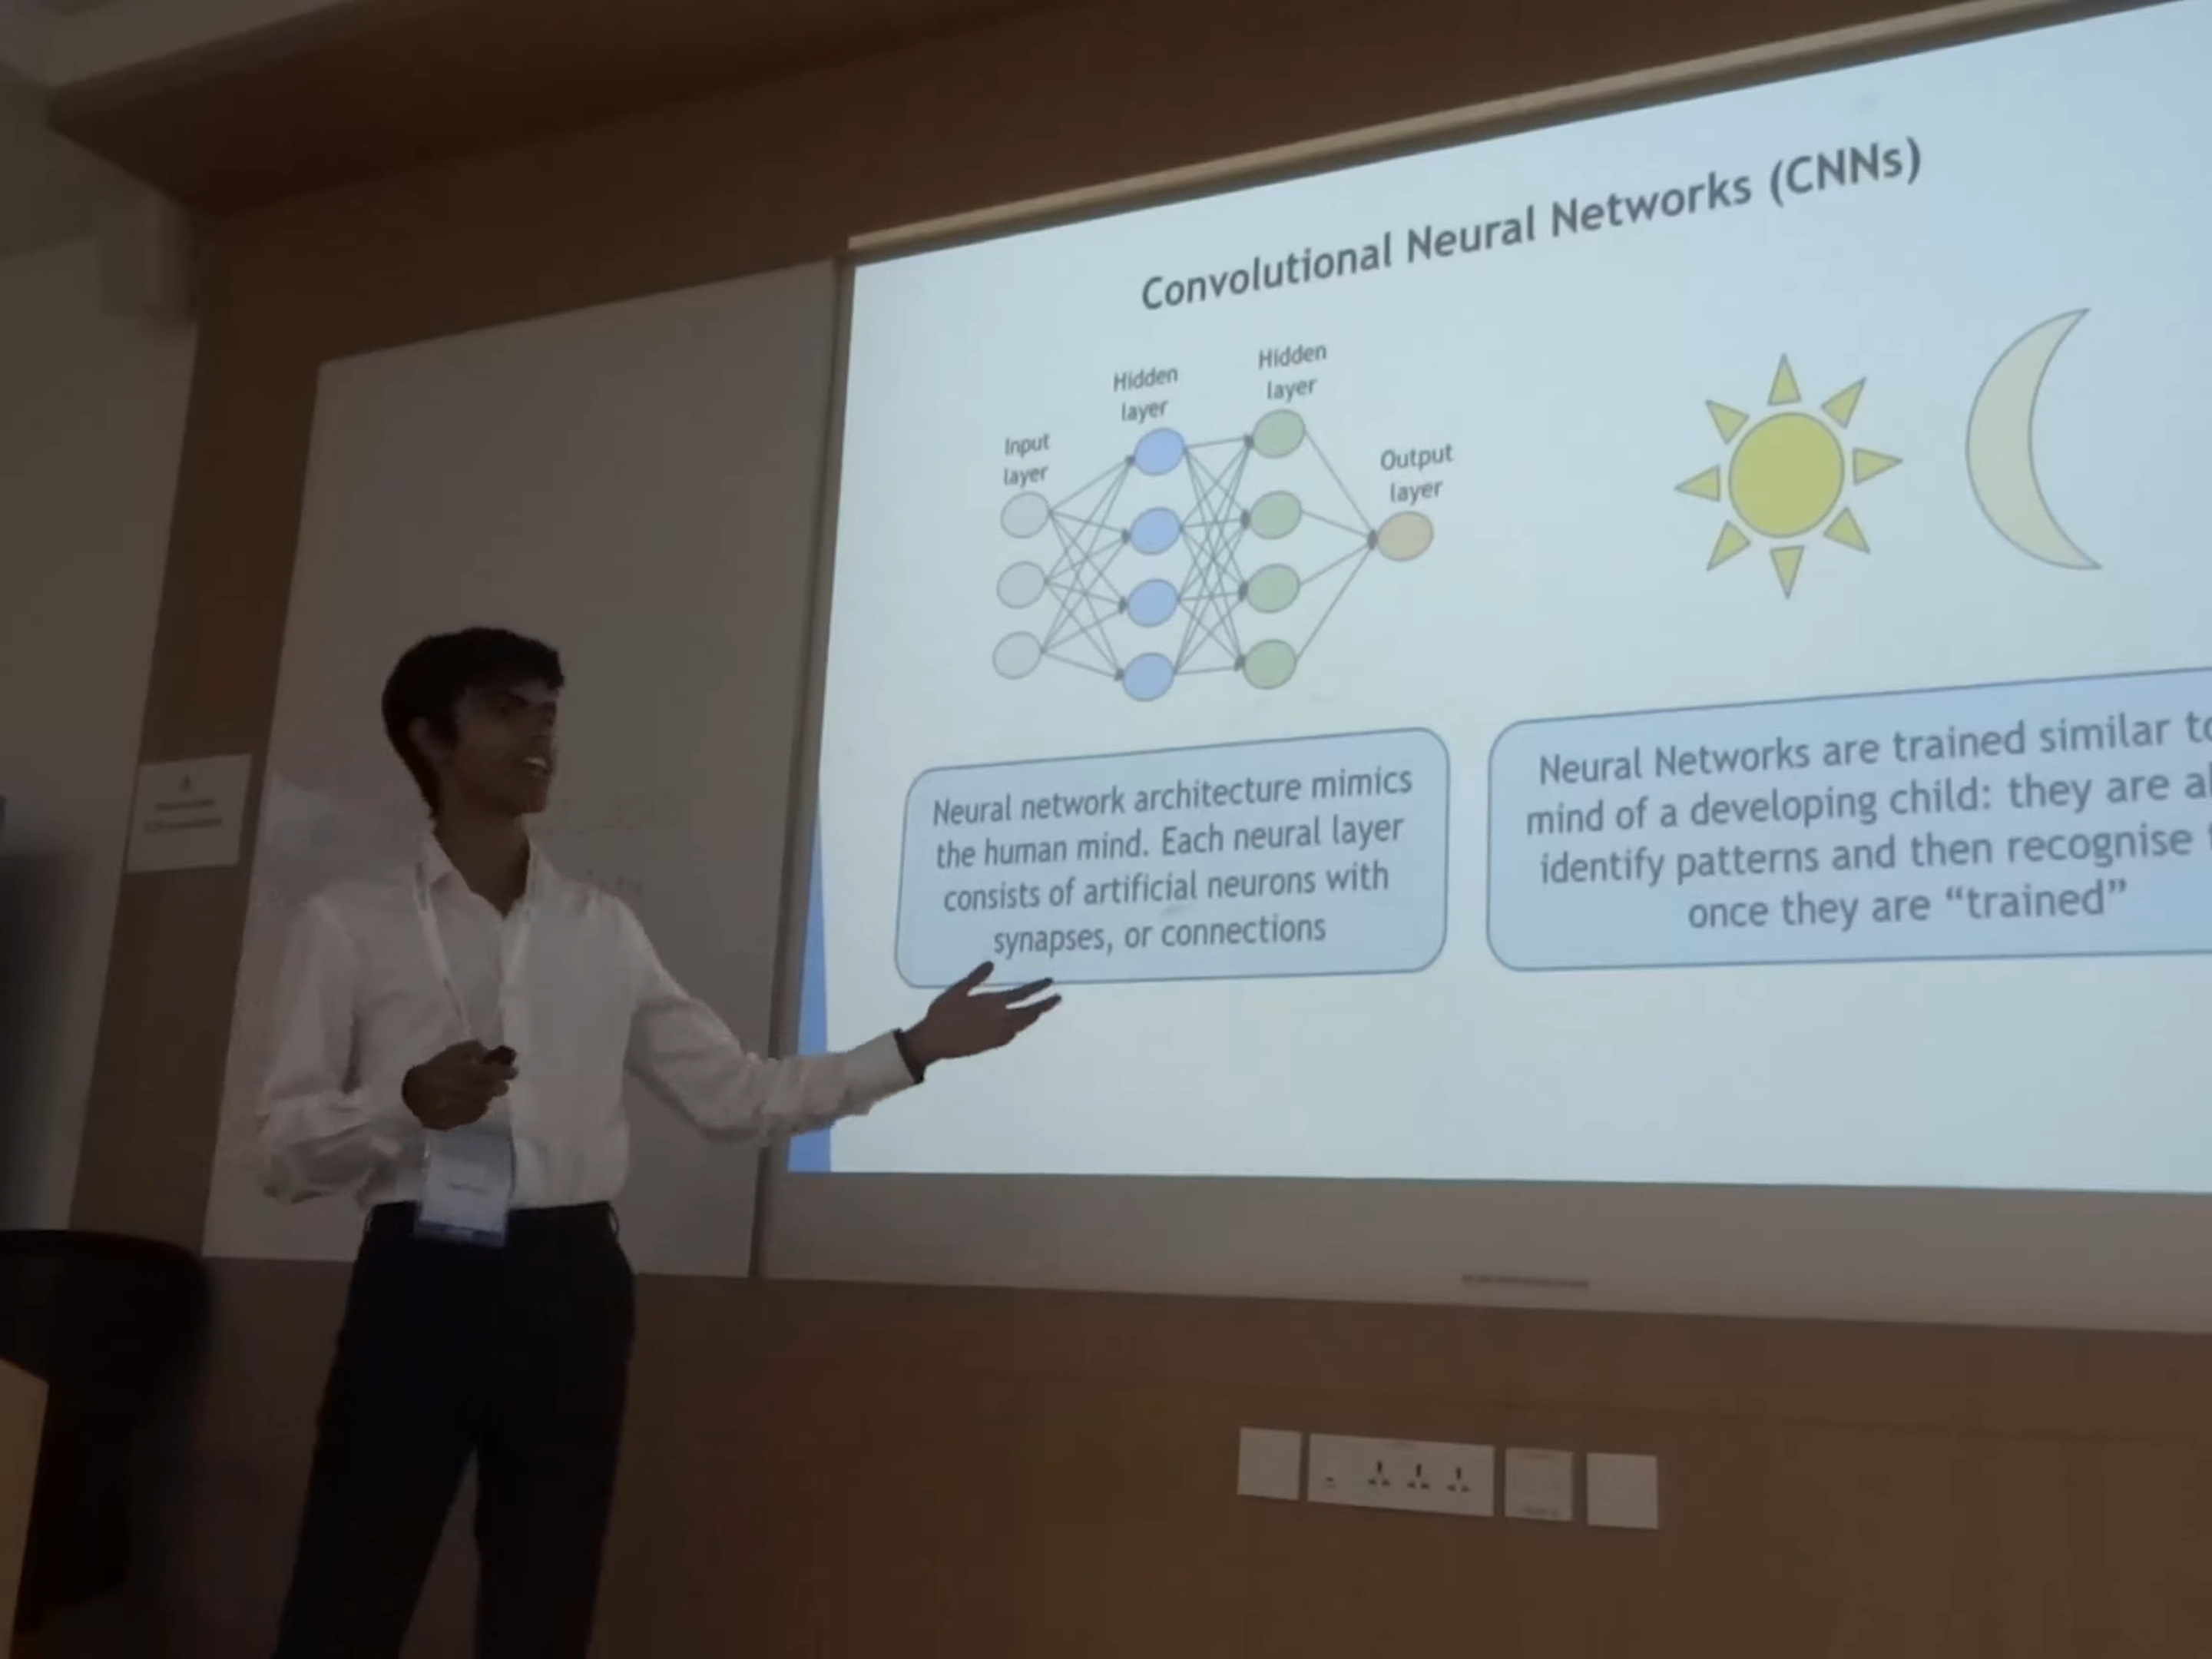 Convolutional Neural Networks (CNNs)
Input
layer
Hidden
layer
Hidden
layer
Output
layer
Neural network architecture mimics
the human mind. Each neural layer
consists of artificial neurons with
synapses, or connections
Neural Networks are trained similar
mind of a developing child: they are
identify patterns and then recognise
once they are “trained”